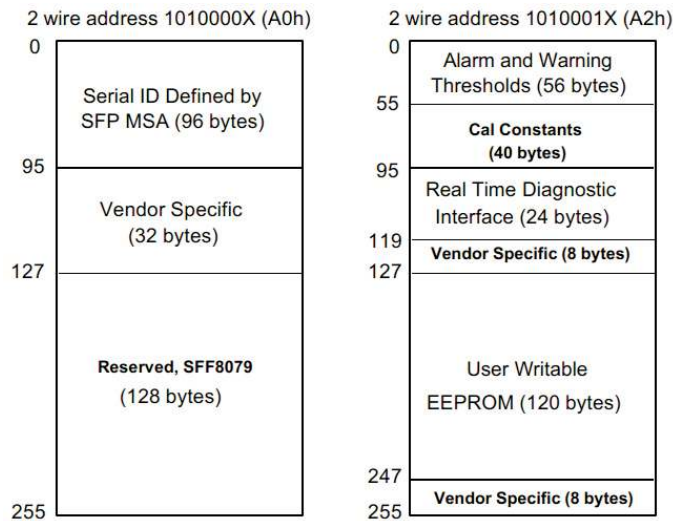 2 wire address 1010000X (A0h)
0
Serial ID Defined by
SFP MSA (96 bytes)
95
Vendor Specific
(32 bytes)
127
Reserved, SFF8079
(128 bytes)
255
2 wire address 1010001X (A2h)
0
Alarm and Warning
Thresholds (56 bytes)
55
Cal Constants
(40 bytes)
95
Real Time Diagnostic
Interface (24 bytes)
119
Vendor Specific (8 bytes)
127
User Writable
EEPROM (120 bytes)
247
Vendor Specific (8 bytes)
255